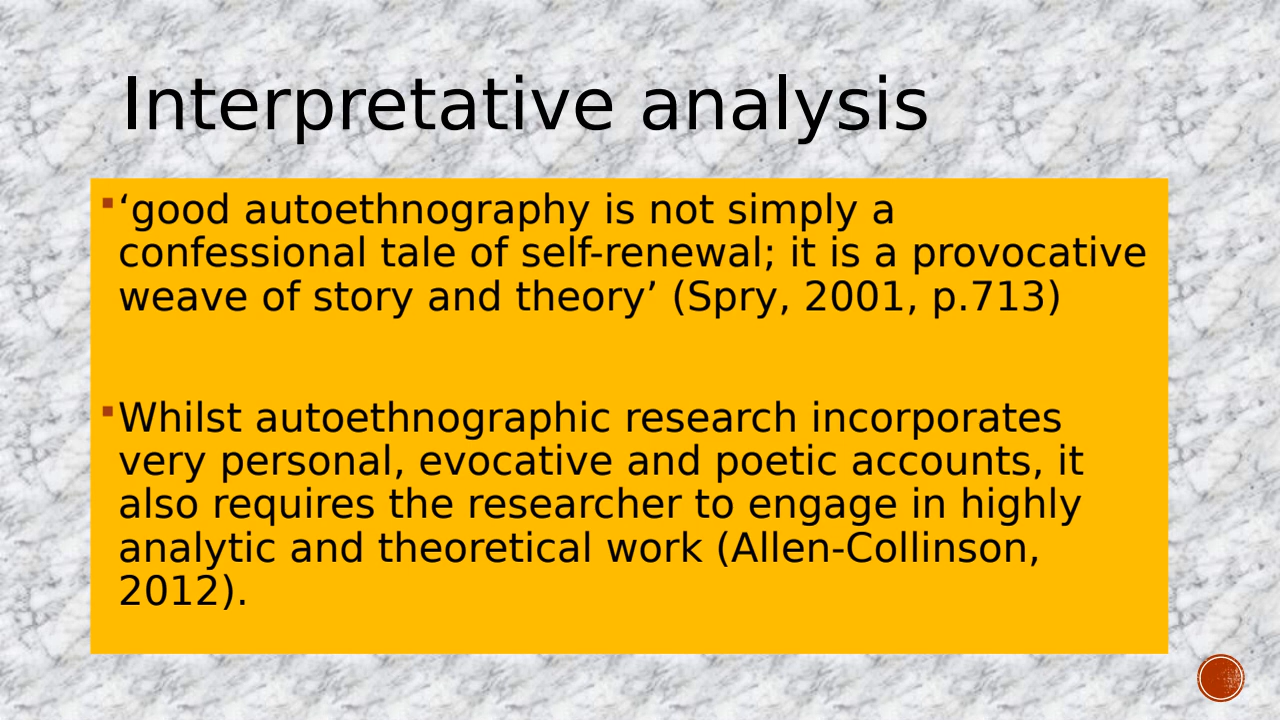 Interpretative analysis
▪‘good autoethnography is not simply a
confessional tale of self-renewal; it is a provocative
weave of story and theory’ (Spry, 2001, p.713)
▪Whilst autoethnographic research incorporates
very personal, evocative and poetic accounts, it
also requires the researcher to engage in highly
analytic and theoretical work (Allen-Collinson,
2012).